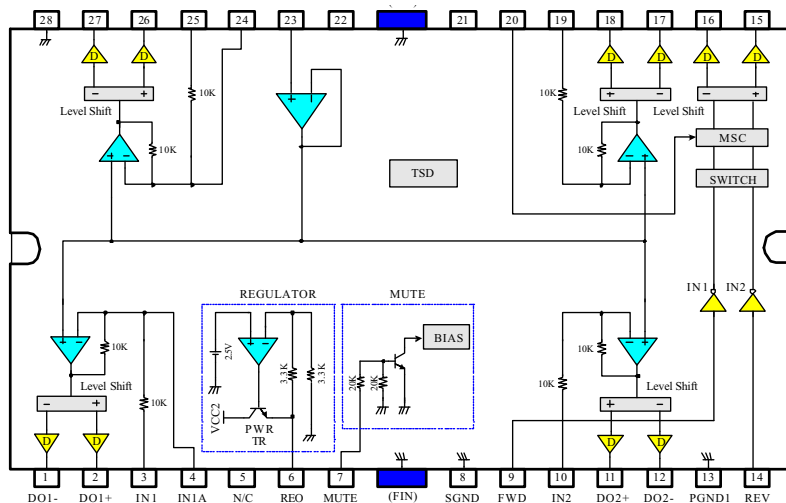 28 27 26 25 24 23 22 21 20 19 18 17 16 15
D D D D D D
- +
+ -
- +
Level Shift
Level Shift
Level Shift
10K
10K
10K
10K
MSC
SWITCH
TSD
+ -
+ -
- +
REGULATOR
MUTE
IN1
IN2
BIAS
2.5V
3.3K
3.3K
20K
20K
10K
10K
10K
10K
+ -
+ -
- +
Level Shift
Level Shift
- +
+ -
VCC2
PWR
TR
D D D D
1 2 3 4 5 6 7 8 9 10 11 12 13 14
DO1- DO1+ IN1 IN1A N/C REO MUTE (FIN) SGND FWD IN2 DO2+ DO2- PGND1 REV